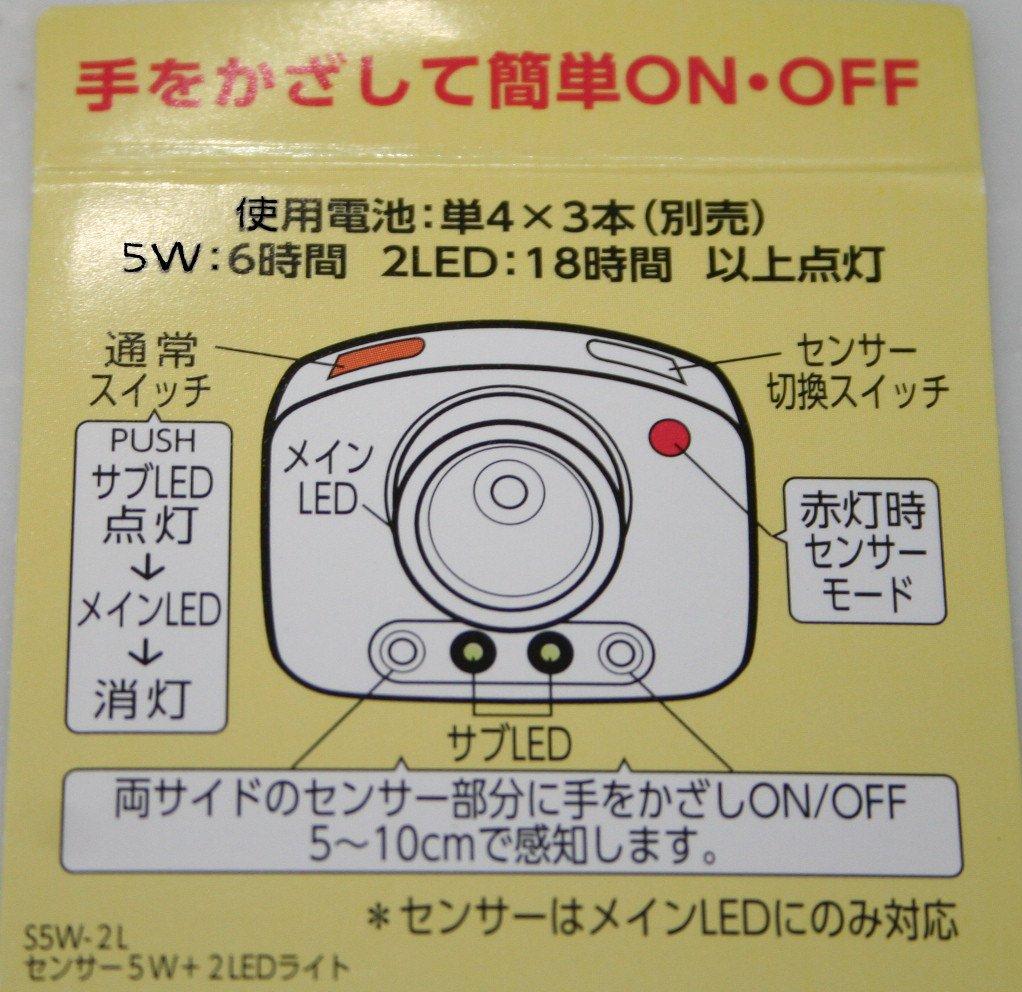 手をかざして簡単ON・OFF
使用電池：単4×3本（別売）
5W：6時間 2LED：18時間 以上点灯
通常
スイッチ
センサー
切換スイッチ
PUSH
サブLED
点灯
↓
メインLED
↓
消灯
メイン
LED
赤灯時
センサー
モード
サブLED
両サイドのセンサー部分に手をかざしON/OFF
5～10cmで感知します。
＊センサーはメインLEDにのみ対応
S5W-2L
センサー5W＋2LEDライト